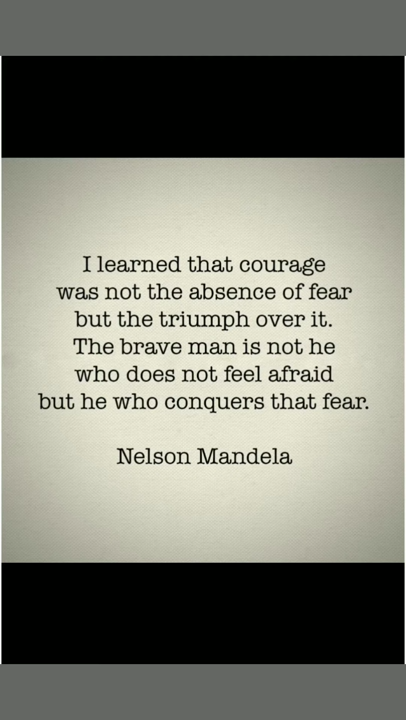 I learned that courage
was not the absence of fear
but the triumph over it.
The brave man is not he
who does not feel afraid
but he who conquers that fear.
Nelson Mandela